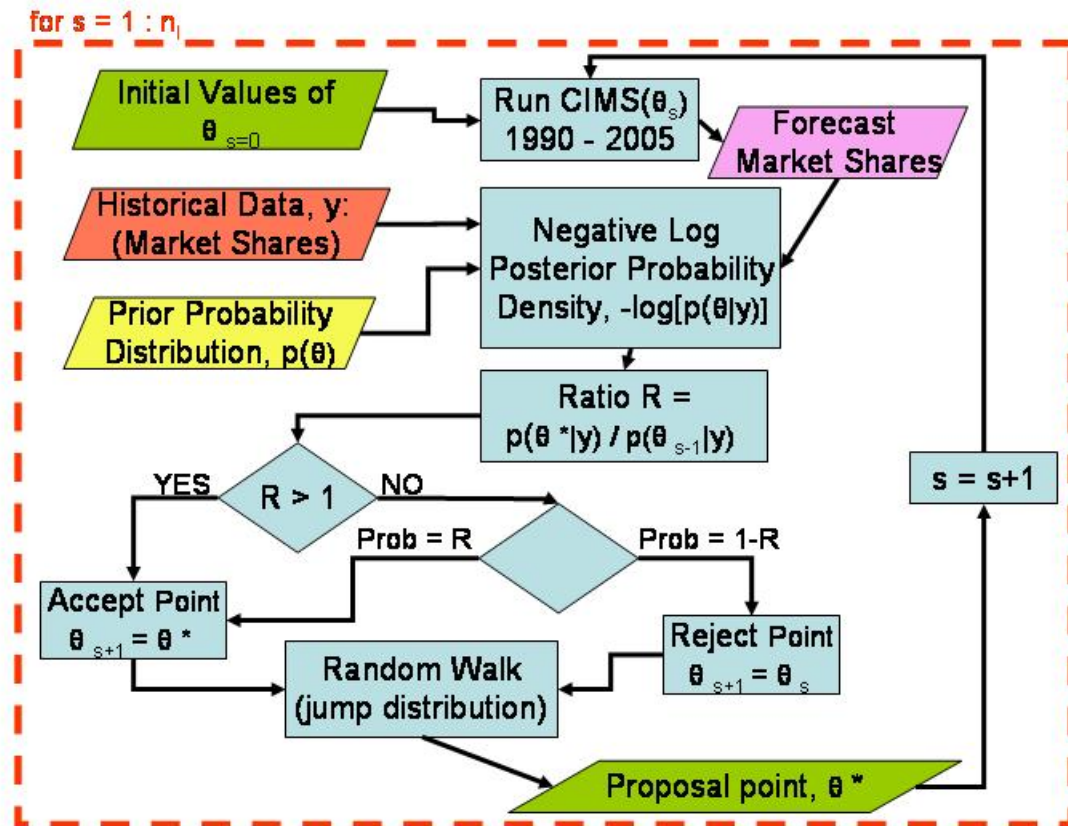 for s = 1 : nᵢ
Initial Values of
θ s=0
Run CIMS(θs)
1990 - 2005
Forecast
Market Shares
Historical Data, y:
(Market Shares)
Negative Log
Posterior Probability
Density, -log[p(θ|y)]
Prior Probability
Distribution, p(θ)
Ratio R =
p(θ *|y) / p(θ s-1|y)
s = s+1
YES
R > 1
NO
Prob = R
Prob = 1-R
Accept Point
θ s+1 = θ *
Reject Point
θ s+1 = θ s
Random Walk
(jump distribution)
Proposal point, θ *